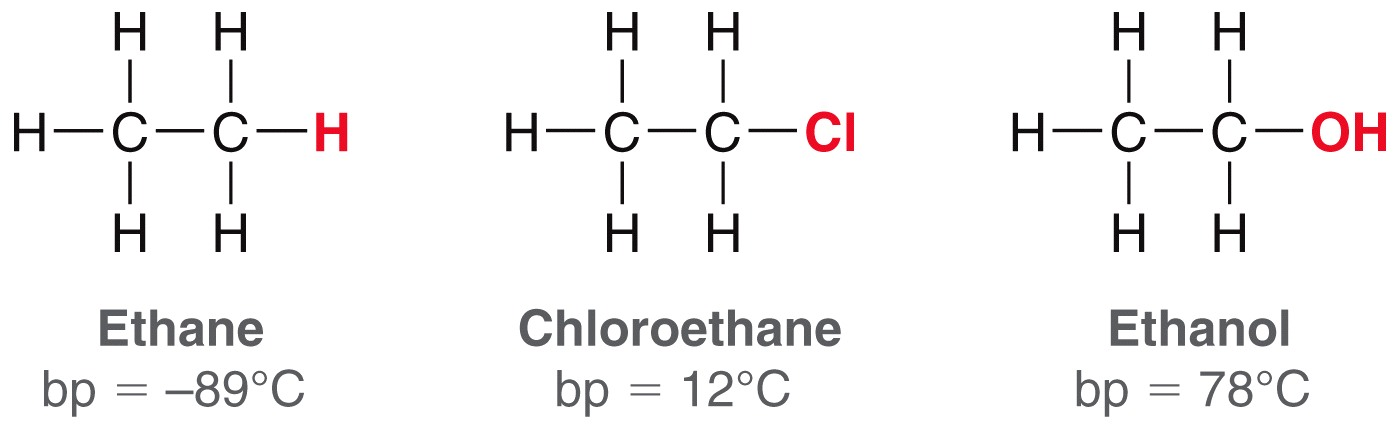 H H
H C C H
H H
Ethane
bp = –89°C
H H
H C C Cl
H H
Chloroethane
bp = 12°C
H H
H C C OH
H H
Ethanol
bp = 78°C